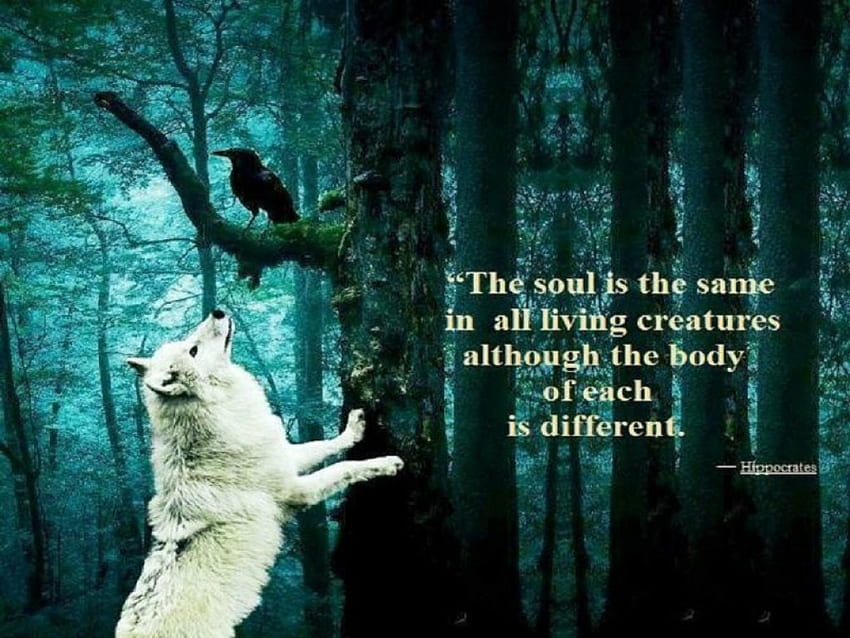 “The soul is the same
in all living creatures
although the body
of each
is different.
— Hippocrates